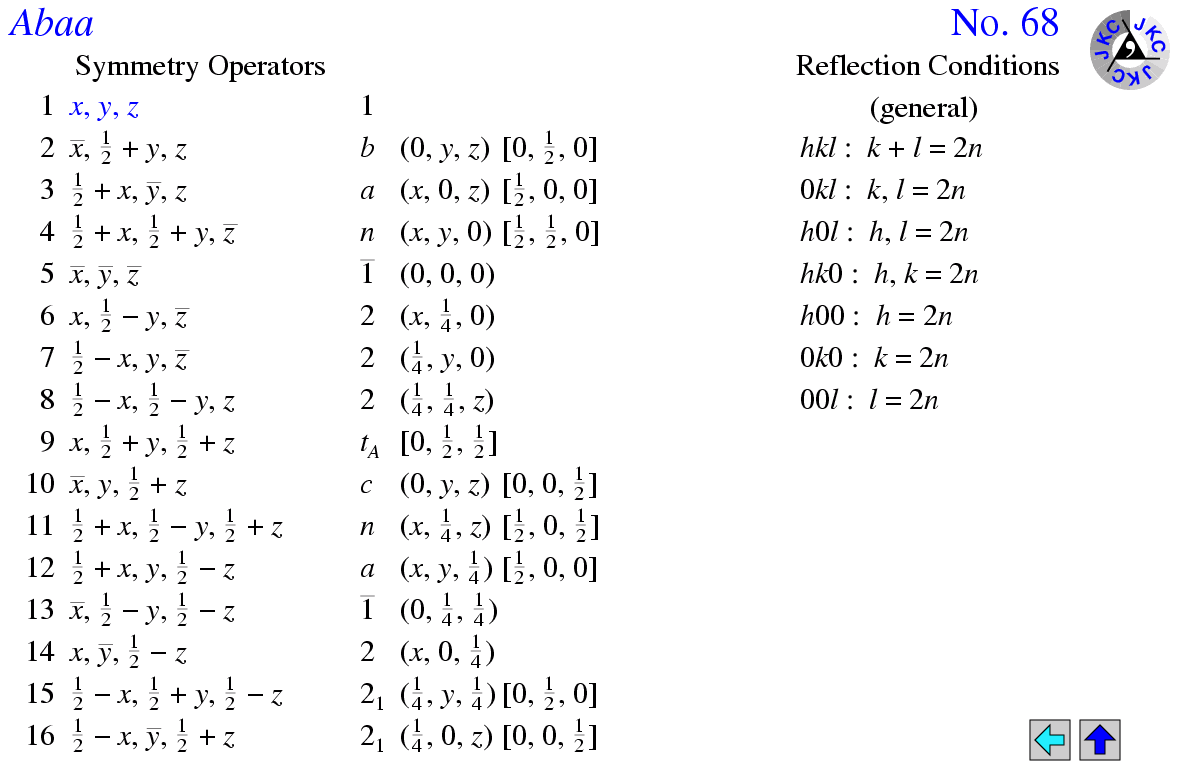 Abaa No. 68
Symmetry Operators Reflection Conditions
1 x, y, z 1 (general)
2 x̅, 1/2 + y, z b (0, y, z) [0, 1/2, 0] hkl : k + l = 2n
3 1/2 + x, y̅, z a (x, 0, z) [1/2, 0, 0] 0kl : k, l = 2n
4 1/2 + x, 1/2 + y, z̅ n (x, y, 0) [1/2, 1/2, 0] h0l : h, l = 2n
5 x̅, y̅, z̅ 1̅ (0, 0, 0) hk0 : h, k = 2n
6 x, 1/2 − y, z̅ 2 (x, 1/4, 0) h00 : h = 2n
7 1/2 − x, y, z̅ 2 (1/4, y, 0) 0k0 : k = 2n
8 1/2 − x, 1/2 − y, z 2 (1/4, 1/4, z) 00l : l = 2n
9 x, 1/2 + y, 1/2 + z t_A [0, 1/2, 1/2]
10 x̅, y, 1/2 + z c (0, y, z) [0, 0, 1/2]
11 1/2 + x, 1/2 − y, 1/2 + z n (x, 1/4, z) [1/2, 0, 1/2]
12 1/2 + x, y, 1/2 − z a (x, y, 1/4) [1/2, 0, 0]
13 x̅, 1/2 − y, 1/2 − z 1̅ (0, 1/4, 1/4)
14 x, y̅, 1/2 − z 2 (x, 0, 1/4)
15 1/2 − x, 1/2 + y, 1/2 − z 2₁ (1/4, y, 1/4) [0, 1/2, 0]
16 1/2 − x, y̅, 1/2 + z 2₁ (1/4, 0, z) [0, 0, 1/2]
JKC JKC JKC JKC